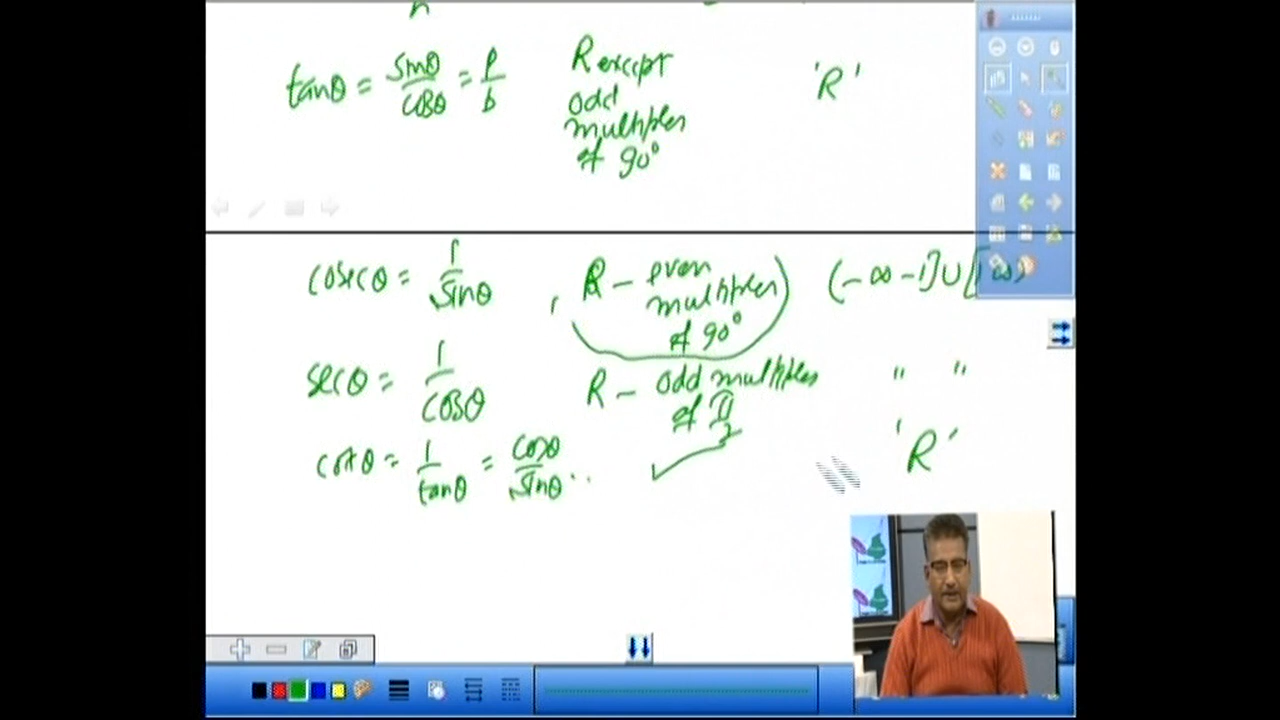 tanθ = sinθ/cosθ = p/b R except odd multiples of 90° 'R'
cosecθ = 1/sinθ , R – even multiples of 90° (-∞ -1] ∪ [1 ∞)
secθ = 1/cosθ R – odd multiples of π/2 " "
cotθ = 1/tanθ = cosθ/sinθ .. ✓ 'R'